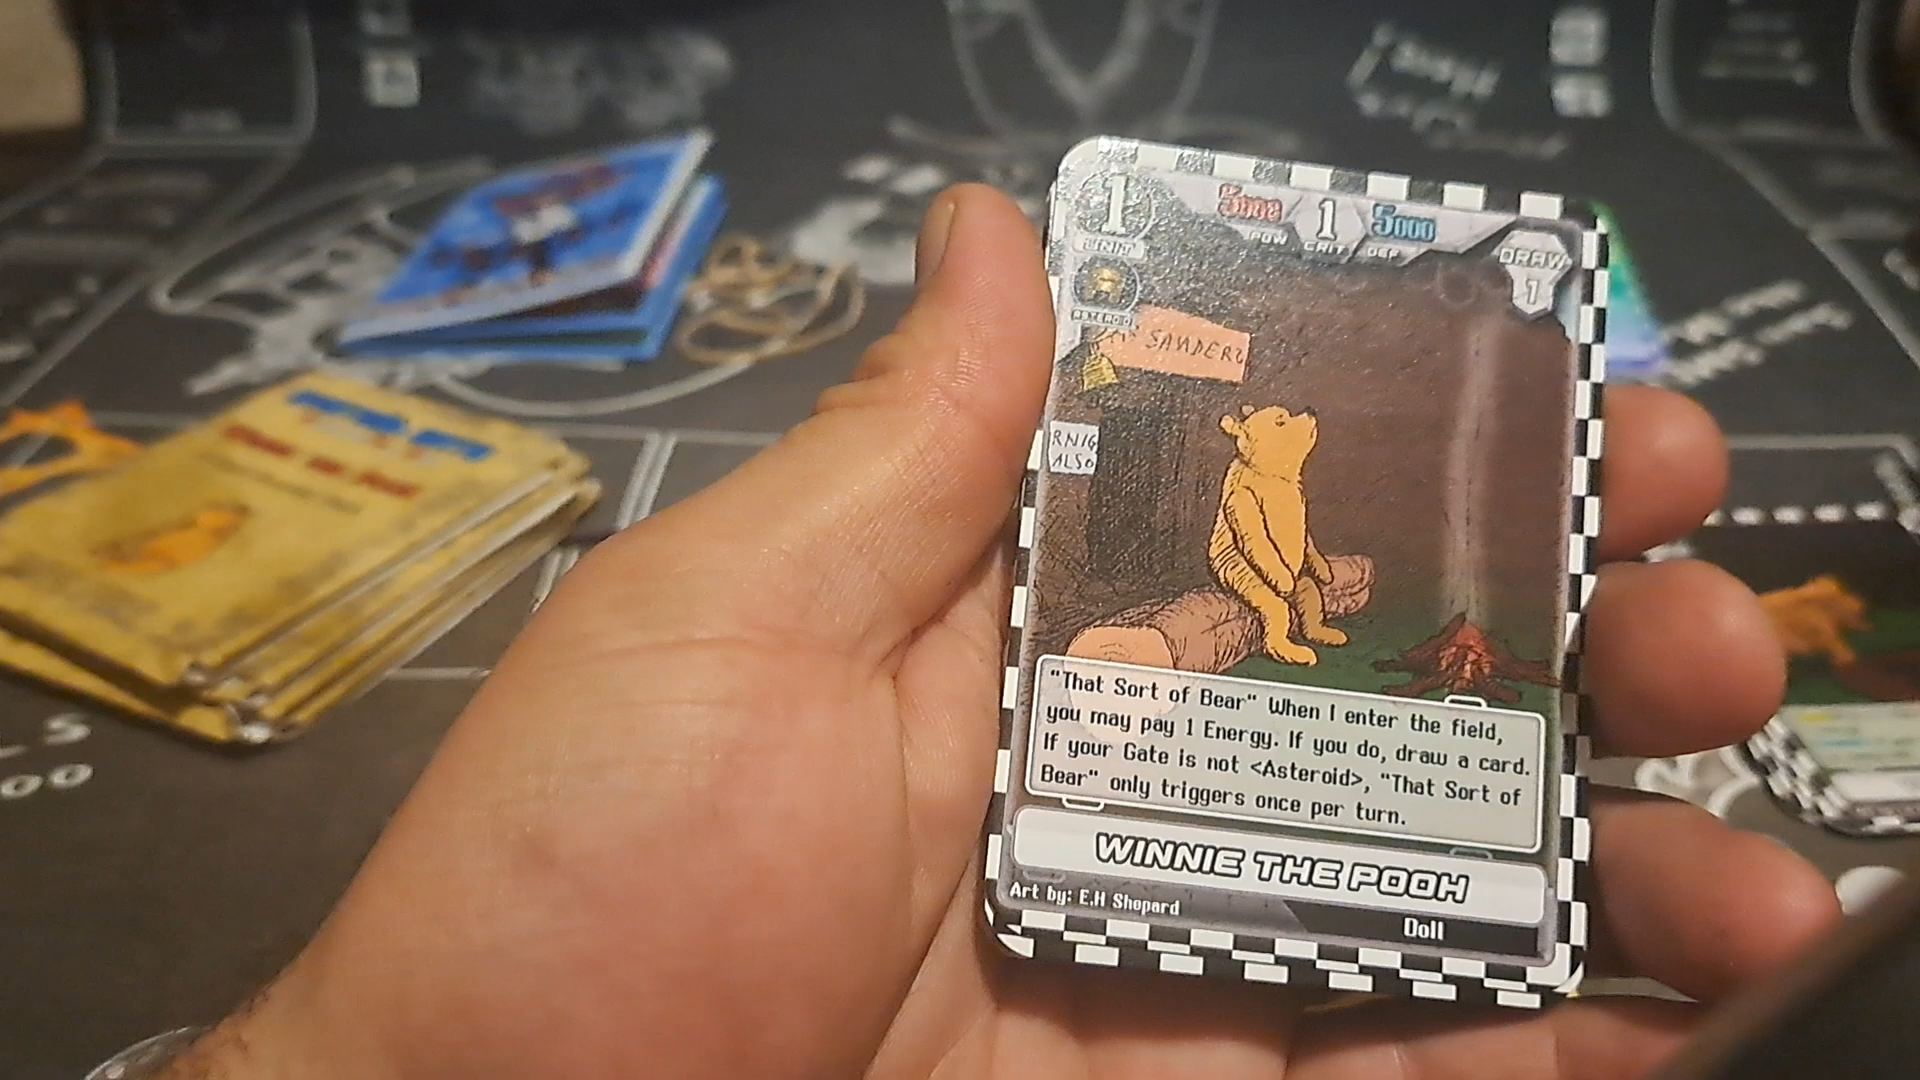 1
UNIT
5000
POW
1
CRIT
5000
DEF
DRAW
1
ASTEROID
SANDERS
RNIG
ALSO
"That Sort of Bear" When I enter the field,
you may pay 1 Energy. If you do, draw a card.
If your Gate is not <Asteroid>, "That Sort of
Bear" only triggers once per turn.
WINNIE THE POOH
Art by: E.H Shepard
Doll